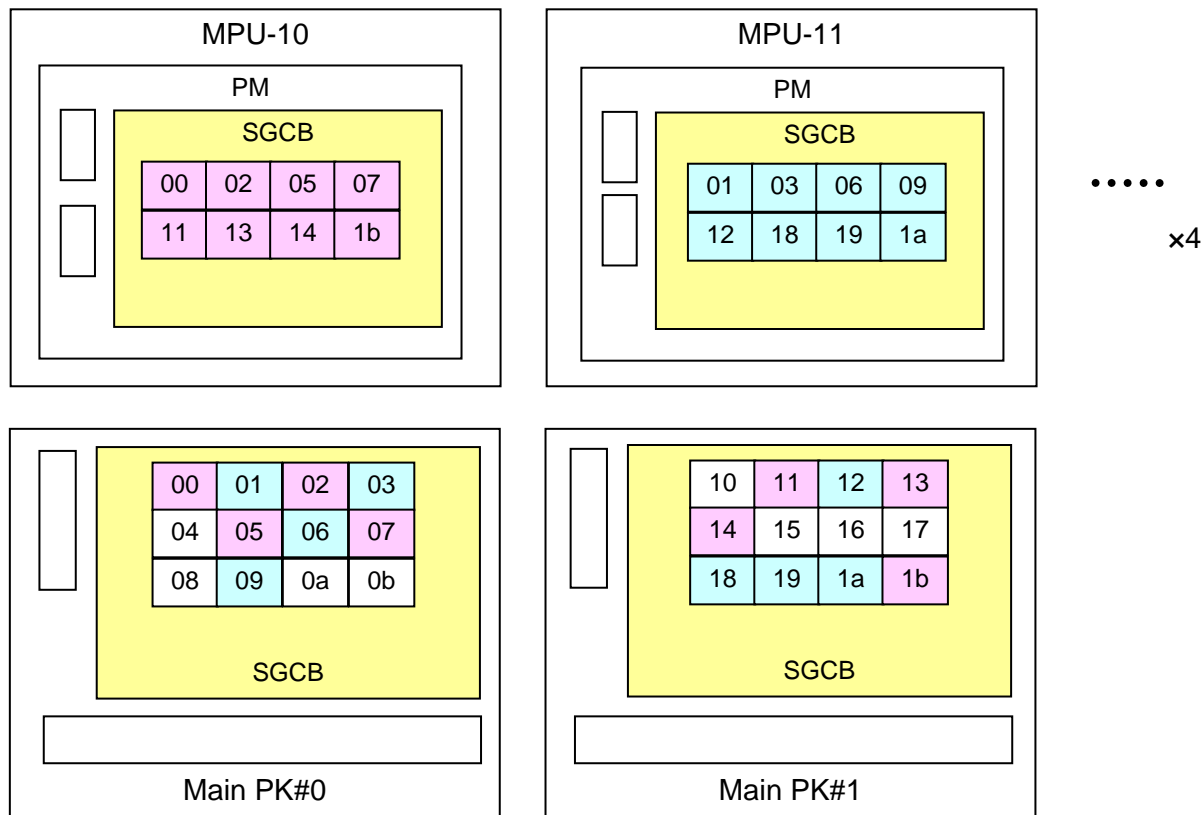 MPU-10
PM
SGCB
00 02 05 07
11 13 14 1b
MPU-11
PM
SGCB
01 03 06 09
12 18 19 1a
.....
×4
00 01 02 03
04 05 06 07
08 09 0a 0b
SGCB
Main PK#0
10 11 12 13
14 15 16 17
18 19 1a 1b
SGCB
Main PK#1